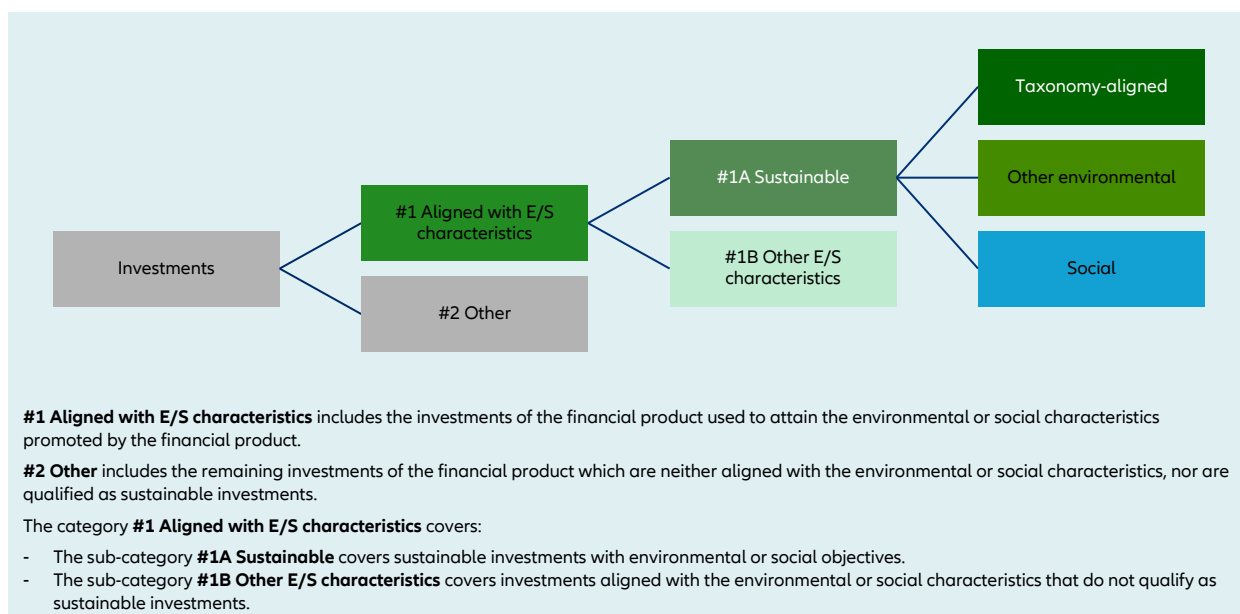 Taxonomy-aligned
#1A Sustainable
Other environmental
#1 Aligned with E/S
characteristics
Investments
#1B Other E/S
characteristics
Social
#2 Other
#1 Aligned with E/S characteristics includes the investments of the financial product used to attain the environmental or social characteristics
promoted by the financial product.
#2 Other includes the remaining investments of the financial product which are neither aligned with the environmental or social characteristics, nor are
qualified as sustainable investments.
The category #1 Aligned with E/S characteristics covers:
- The sub-category #1A Sustainable covers sustainable investments with environmental or social objectives.
- The sub-category #1B Other E/S characteristics covers investments aligned with the environmental or social characteristics that do not qualify as
sustainable investments.